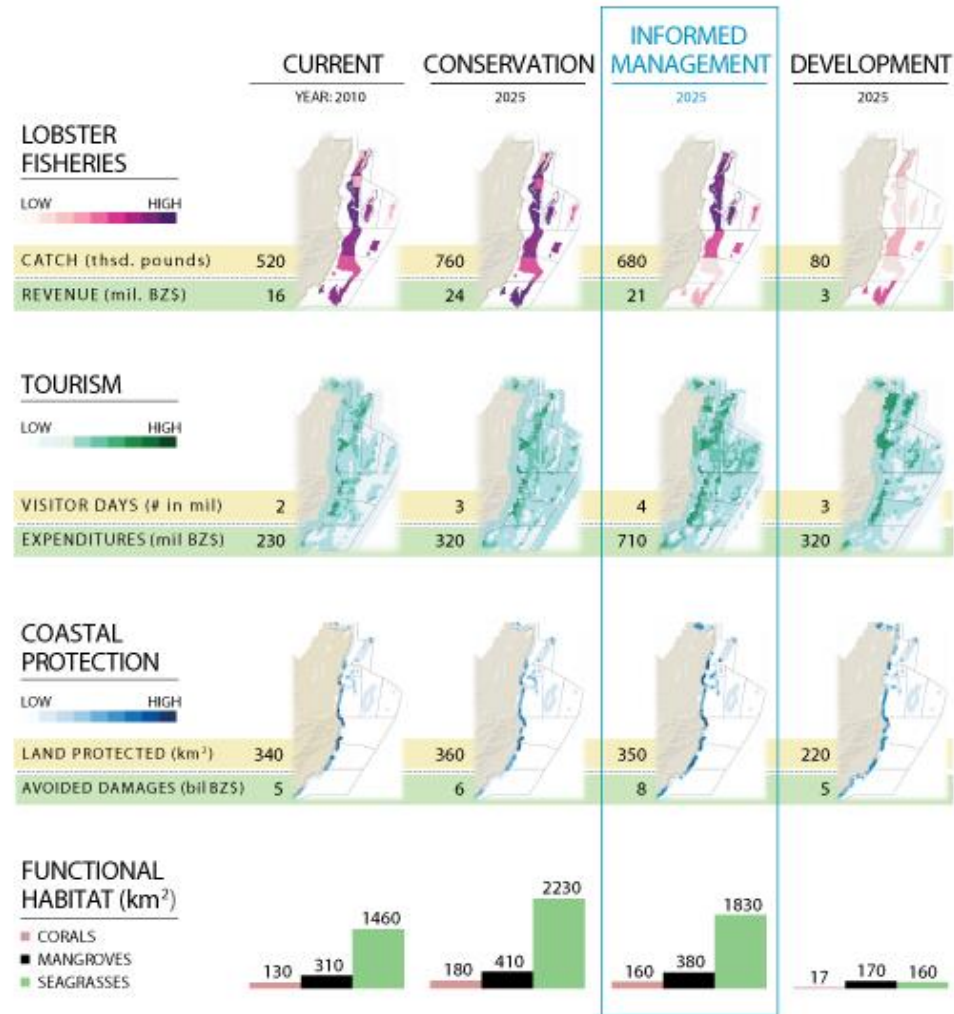 CURRENT
YEAR: 2010
CONSERVATION
2025
INFORMED
MANAGEMENT
2025
DEVELOPMENT
2025
LOBSTER
FISHERIES
LOW HIGH
CATCH (thsd. pounds) 520 760 680 80
REVENUE (mil. BZ$) 16 24 21 3
TOURISM
LOW HIGH
VISITOR DAYS (# in mil) 2 3 4 3
EXPENDITURES (mil BZ$) 230 320 710 320
COASTAL
PROTECTION
LOW HIGH
LAND PROTECTED (km²) 340 360 350 220
AVOIDED DAMAGES (bil BZ$) 5 6 8 5
FUNCTIONAL
HABITAT (km²)
CORALS
MANGROVES
SEAGRASSES
130 310 1460
180 410 2230
160 380 1830
17 170 160